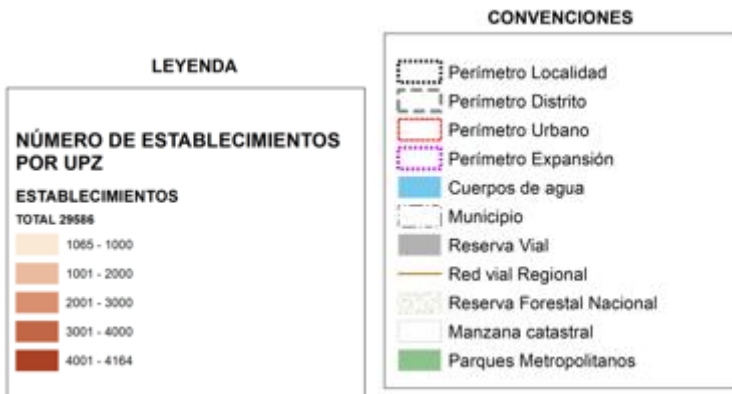 LEYENDA
NÚMERO DE ESTABLECIMIENTOS
POR UPZ
ESTABLECIMIENTOS
TOTAL 29586
1065 - 1000
1001 - 2000
2001 - 3000
3001 - 4000
4001 - 4164
CONVENCIONES
Perímetro Localidad
Perímetro Distrito
Perímetro Urbano
Perímetro Expansión
Cuerpos de agua
Municipio
Reserva Vial
Red vial Regional
Reserva Forestal Nacional
Manzana catastral
Parques Metropolitanos